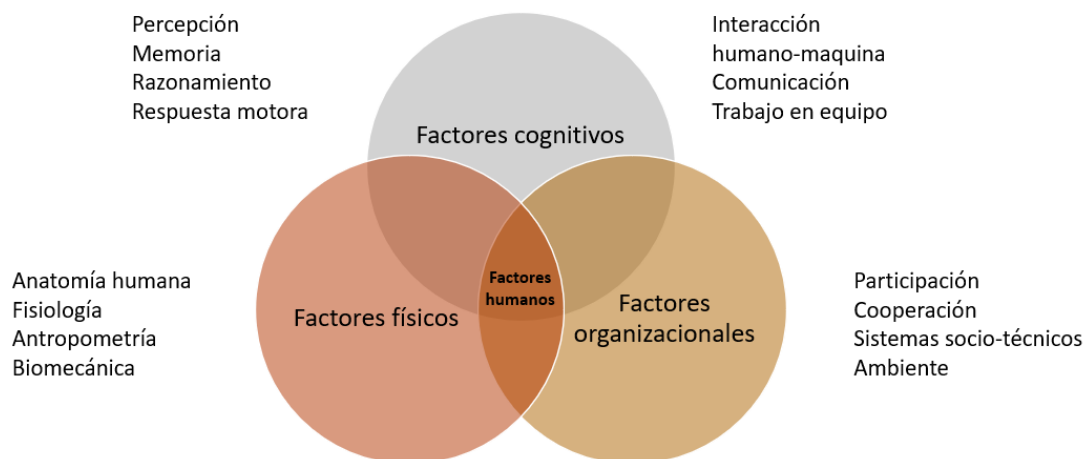 Percepción
Memoria
Razonamiento
Respuesta motora
Interacción
humano-maquina
Comunicación
Trabajo en equipo
Factores cognitivos
Anatomía humana
Fisiología
Antropometría
Biomecánica
Factores físicos
Factores
humanos
Factores
organizacionales
Participación
Cooperación
Sistemas socio-técnicos
Ambiente